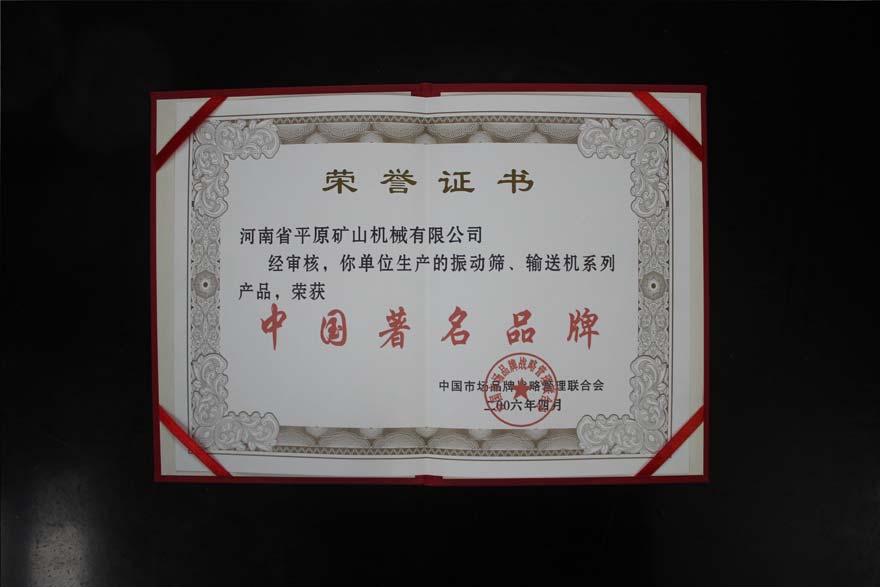 荣誉证书
河南省平原矿山机械有限公司
经审核，你单位生产的振动筛、输送机系列
产品，荣获
中国著名品牌
中国市场品牌战略管理联合会
二00六年四月